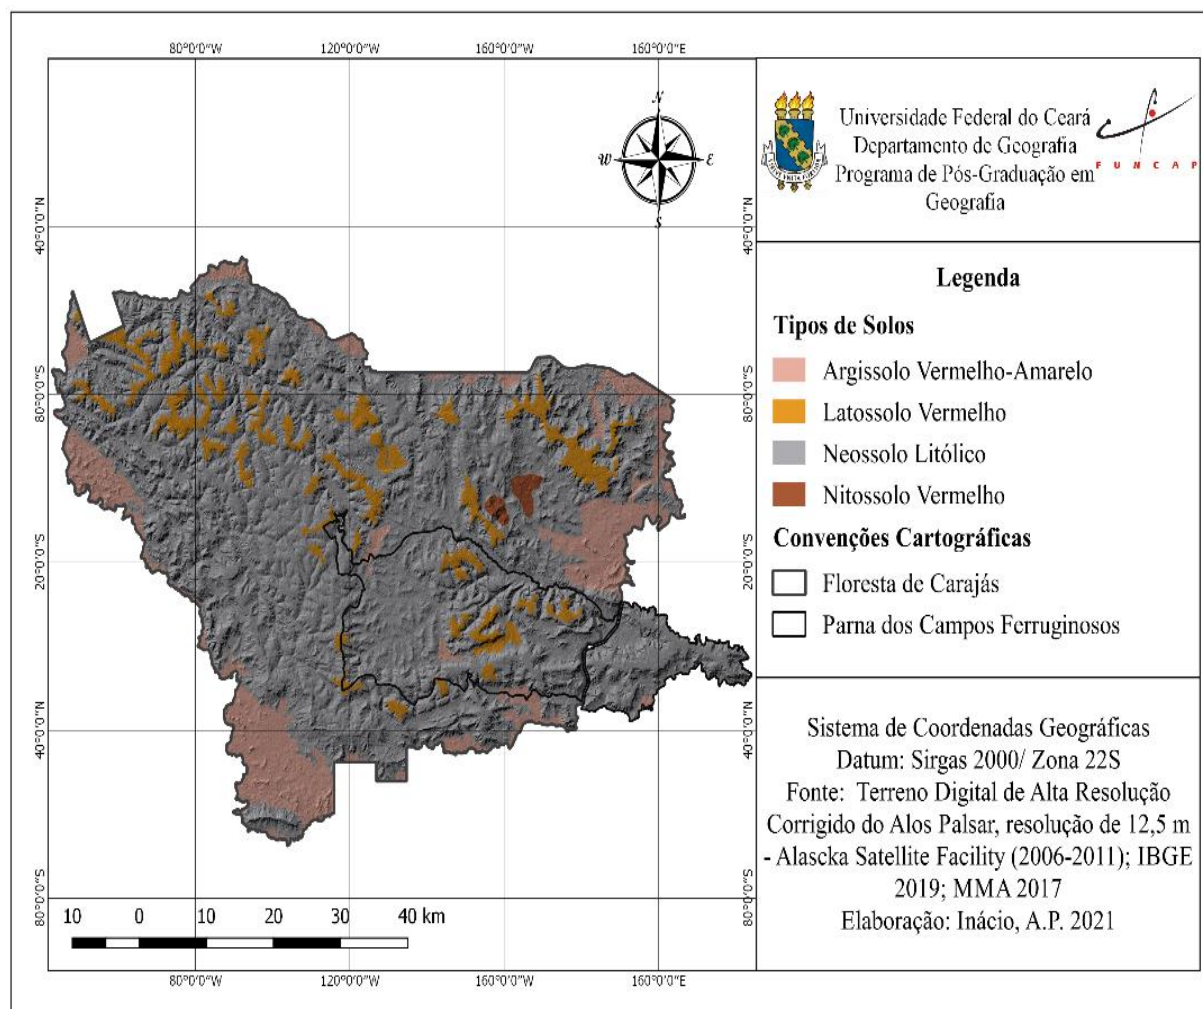 80°0'0"W 120°0'0"W 160°0'0"W 160°0'0"E
N
W E
S
40°0'0"N
80°0'0"S
20°0'0"S
40°0'0"N
80°0'0"S
40°0'0"N
80°0'0"S
20°0'0"S
40°0'0"N
80°0'0"S
10 0 10 20 30 40 km
80°0'0"W 120°0'0"W 160°0'0"W 160°0'0"E
Universidade Federal do Ceará
Departamento de Geografia
Programa de Pós-Graduação em
Geografia
FUNCAP
Legenda
Tipos de Solos
Argissolo Vermelho-Amarelo
Latossolo Vermelho
Neossolo Litólico
Nitossolo Vermelho
Convenções Cartográficas
Floresta de Carajás
Parna dos Campos Ferruginosos
Sistema de Coordenadas Geográficas
Datum: Sirgas 2000/ Zona 22S
Fonte: Terreno Digital de Alta Resolução
Corrigido do Alos Palsar, resolução de 12,5 m
- Alascka Satellite Facility (2006-2011); IBGE
2019; MMA 2017
Elaboração: Inácio, A.P. 2021